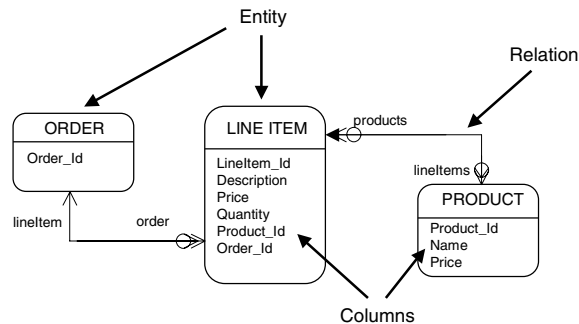 Entity
Relation
ORDER
Order_Id
LINE ITEM
LineItem_Id
Description
Price
Quantity
Product_Id
Order_Id
products
lineItems
PRODUCT
Product_Id
Name
Price
lineItem
order
Columns